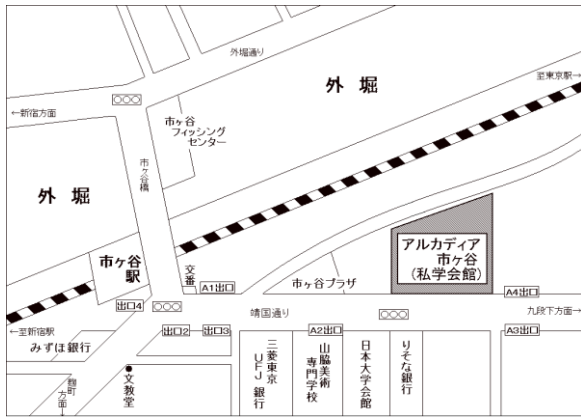 外堀通り
至東京駅→
外 堀
←新宿方面
市ヶ谷
フィッシング
センター
市ヶ谷橋
外 堀
アルカディア
市ヶ谷
(私学会館)
市ヶ谷
駅
交番
A1出口
市ヶ谷プラザ
A4出口
出口4
靖国通り
九段下方面→
←至新宿駅
出口2
出口3
A2出口
A3出口
みずほ銀行
麹町
方面→
文教堂
三菱東京
UFJ銀行
山脇美術
専門学校
日本大学会館
りそな銀行